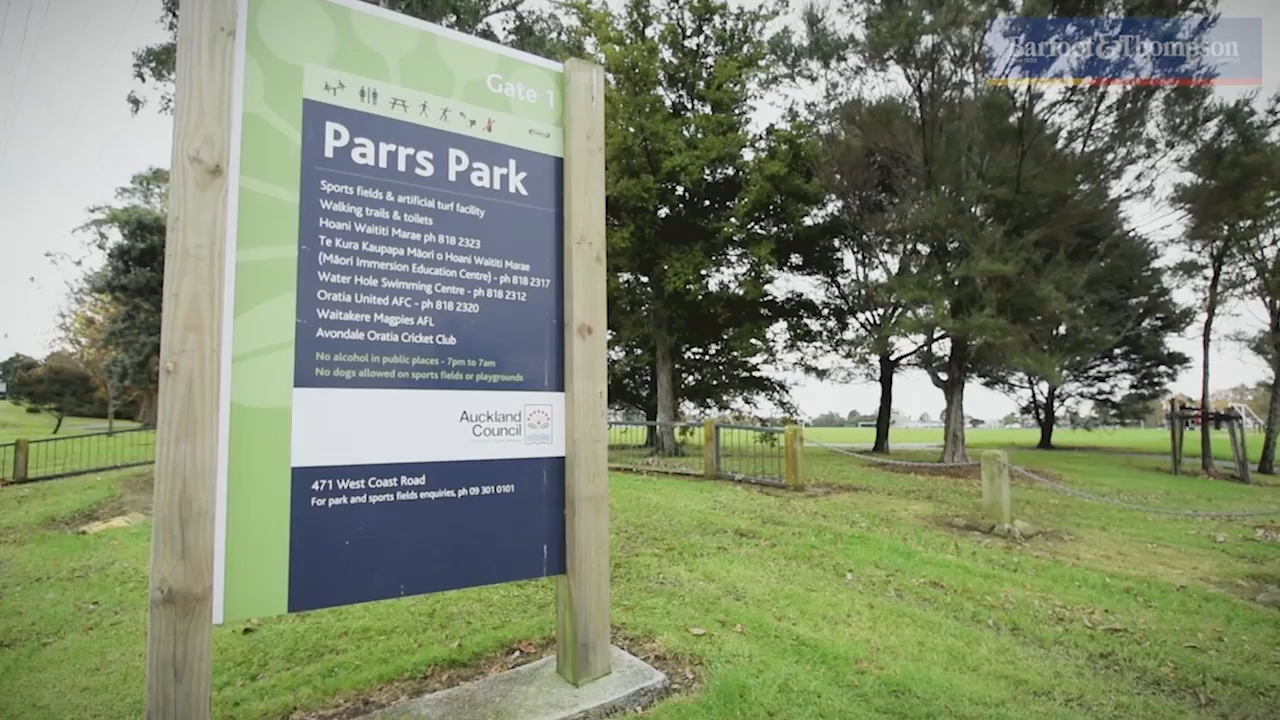 Barfoot & Thompson
Gate 1
Parrs Park
Sports fields & artificial turf facility
Walking trails & toilets
Hoani Waititi Marae ph 818 2323
Te Kura Kaupapa Māori o Hoani Waititi Marae
(Māori Immersion Education Centre) - ph 818 2317
Water Hole Swimming Centre - ph 818 2312
Oratia United AFC - ph 818 2320
Waitakere Magpies AFL
Avondale Oratia Cricket Club
No alcohol in public places - 7pm to 7am
No dogs allowed on sports fields or playgrounds
Auckland
Council
471 West Coast Road
For park and sports fields enquiries, ph 09 301 0101